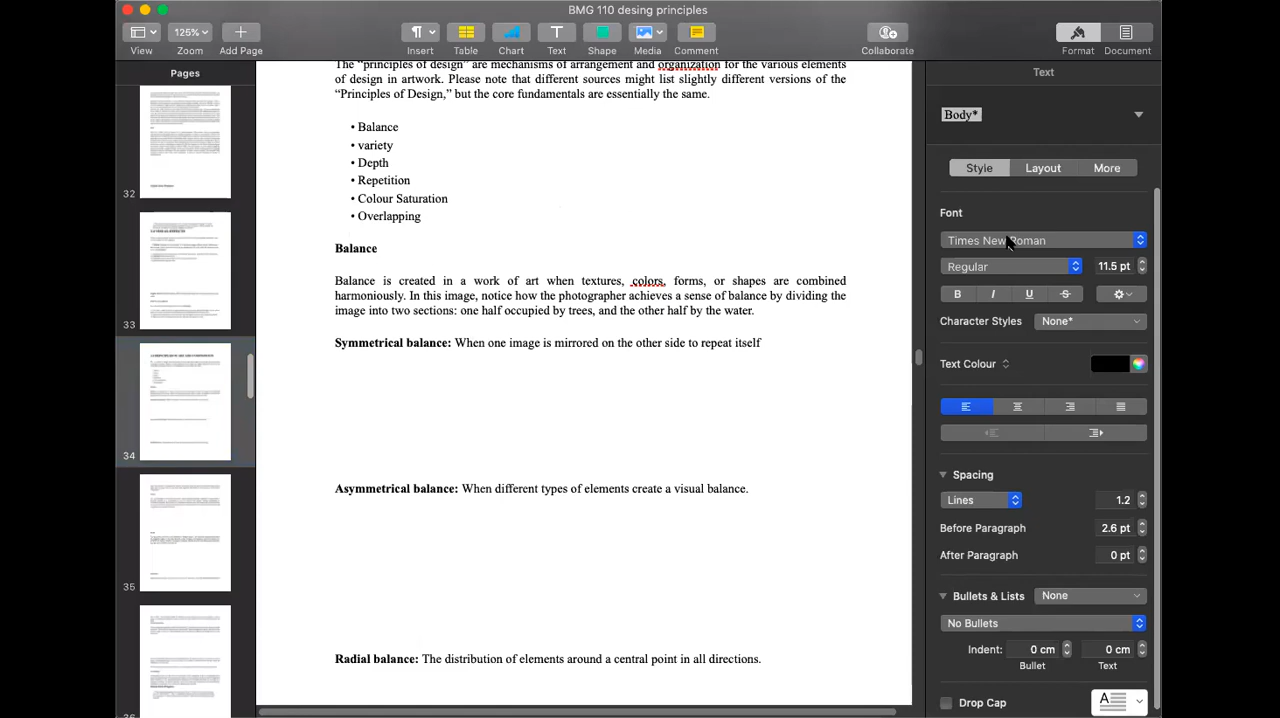 BMG 110 desing principles
125%
View
Zoom
Add Page
Insert
Table
Chart
Text
Shape
Media
Comment
Collaborate
Format
Document
Pages
Text
The “principles of design” are mechanisms of arrangement and organization for the various elements
of design in artwork. Please note that different sources might list slightly different versions of the
“Principles of Design,” but the core fundamentals are essentially the same.
• Balance
• variety
• Depth
• Repetition
• Colour Saturation
• Overlapping
Balance
Balance is created in a work of art when textures, colors, forms, or shapes are combined
harmoniously. In this image, notice how the photographer achieves a sense of balance by dividing the
image into two sections: one half occupied by trees, and the other half by the water.
Symmetrical balance: When one image is mirrored on the other side to repeat itself
Asymmetrical balance: When different types of elements create a visual balance.
Radial balance: The distribution of elements around a central point in all directions.
32
33
34
35
36
Body
Style
Layout
More
Font
Regular
11.5 pt
Character Styles
None*
Text Colour
Spacing
1.2
Before Paragraph
2.6 pt
After Paragraph
0 pt
Bullets & Lists
None
No Bullets
Indent:
0 cm
0 cm
Bullet
Text
Drop Cap
A